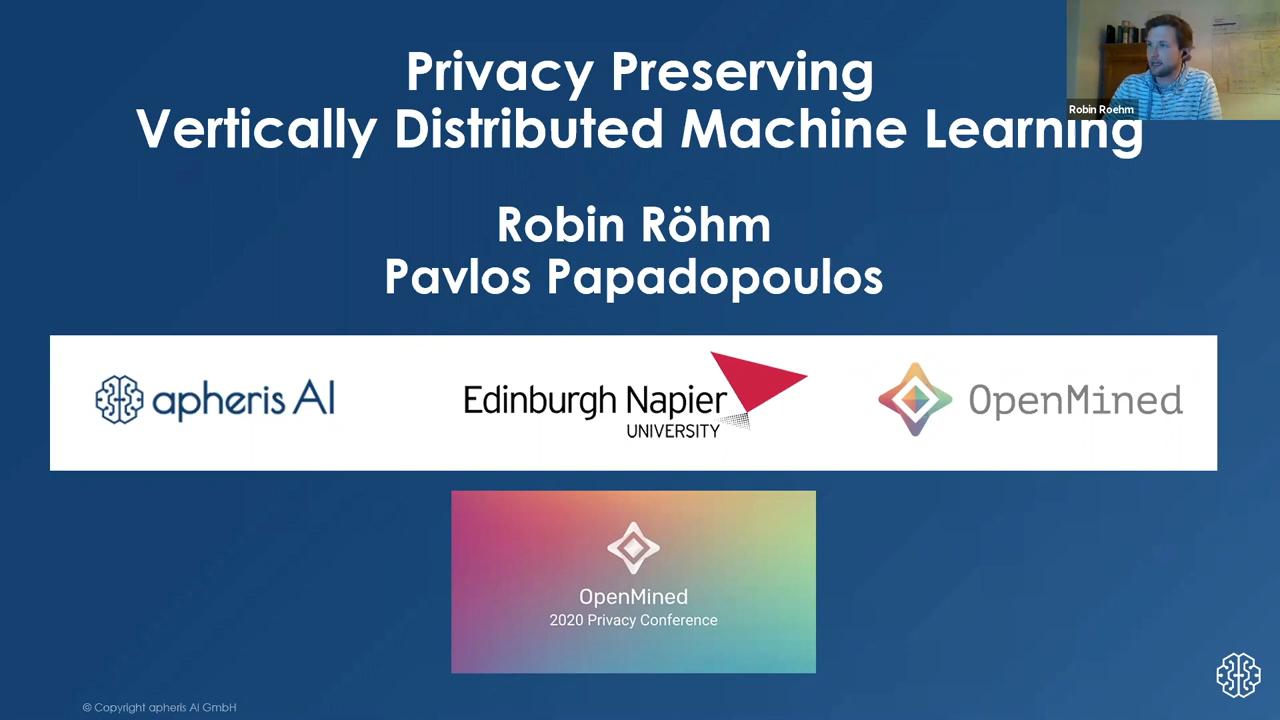 Privacy Preserving
Vertically Distributed Machine Learning
Robin Roehm
Robin Röhm
Pavlos Papadopoulos
apheris AI
Edinburgh Napier
UNIVERSITY
OpenMined
OpenMined
2020 Privacy Conference
© Copyright apheris AI GmbH